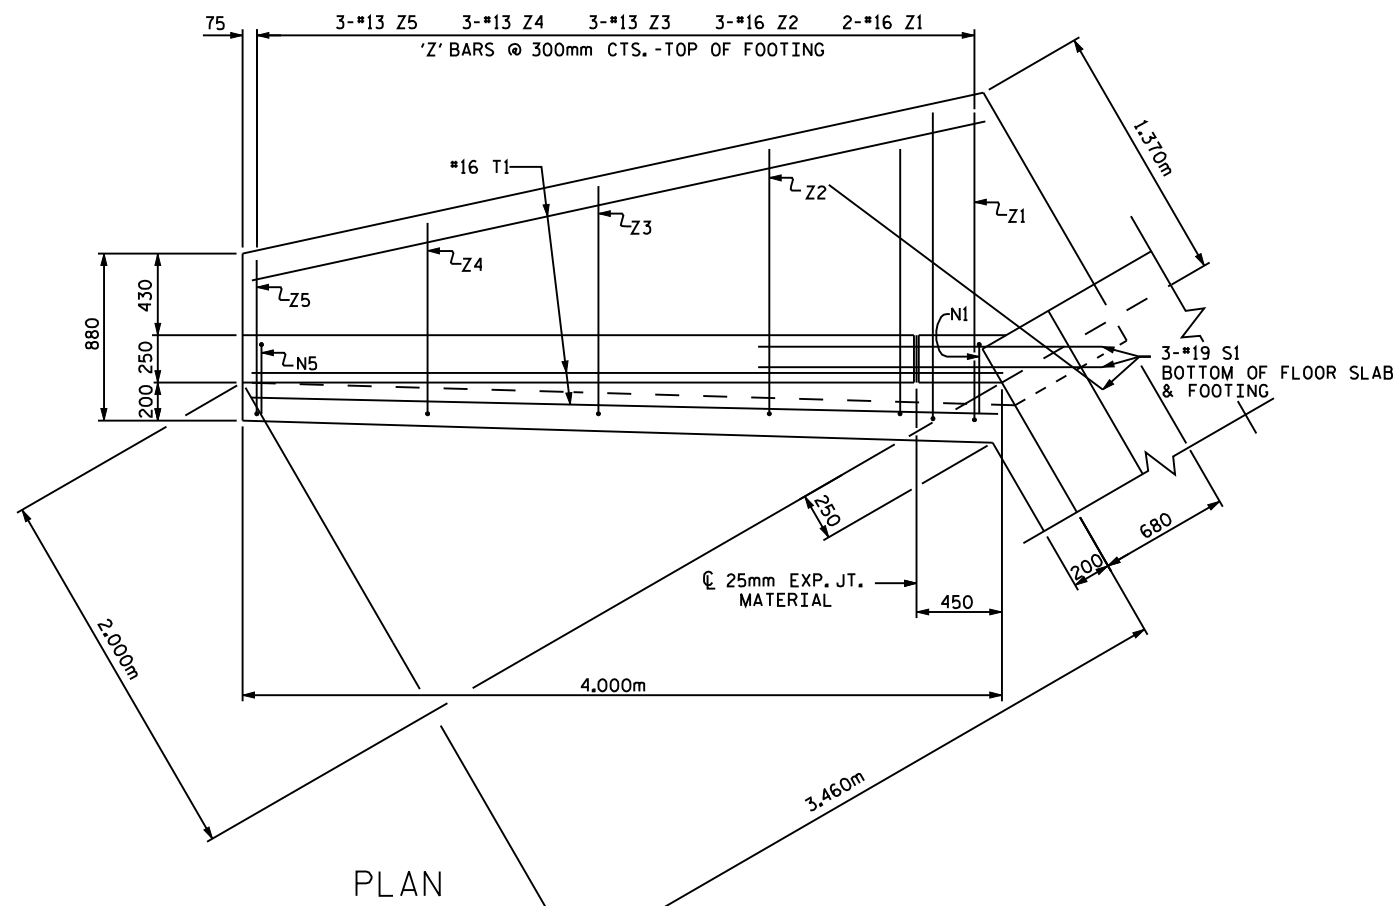 75
3-#13 Z5 3-#13 Z4 3-#13 Z3 3-#16 Z2 2-#16 Z1
'Z' BARS @ 300mm CTS.-TOP OF FOOTING
1.370m
#16 T1
Z2
Z1
Z3
Z4
Z5
430
880
250
200
N5
N1
3-#19 S1
BOTTOM OF FLOOR SLAB
& FOOTING
250
680
200
℄ 25mm EXP.JT.
MATERIAL
450
2.000m
4.000m
3.460m
PLAN